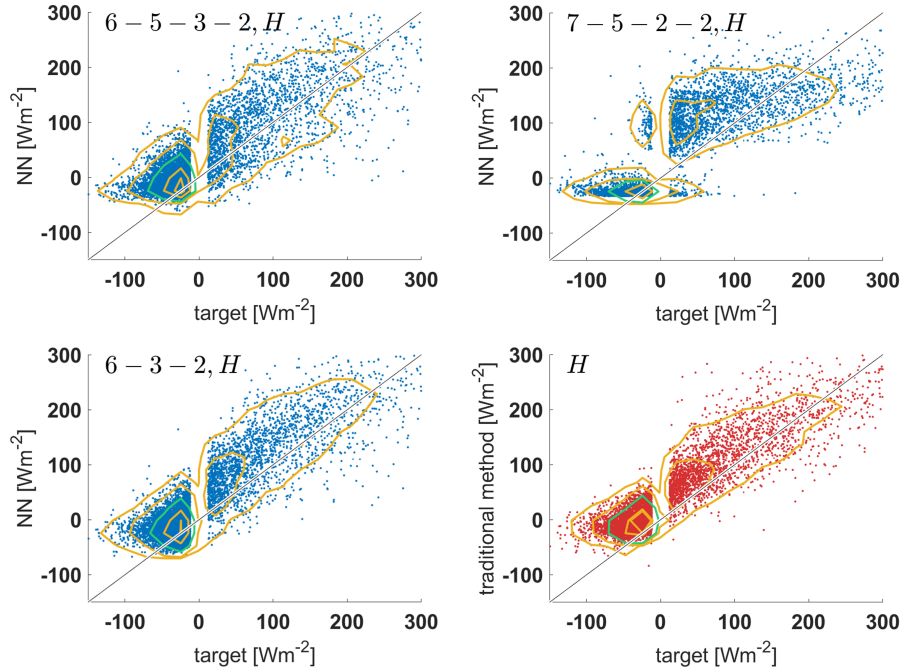 6 − 5 − 3 − 2, H
300
200
100
0
-100
NN [Wm⁻²]
-100 0 100 200 300
target [Wm⁻²]
7 − 5 − 2 − 2, H
300
200
100
0
-100
NN [Wm⁻²]
-100 0 100 200 300
target [Wm⁻²]
6 − 3 − 2, H
300
200
100
0
-100
NN [Wm⁻²]
-100 0 100 200 300
target [Wm⁻²]
H
300
200
100
0
-100
traditional method [Wm⁻²]
-100 0 100 200 300
target [Wm⁻²]